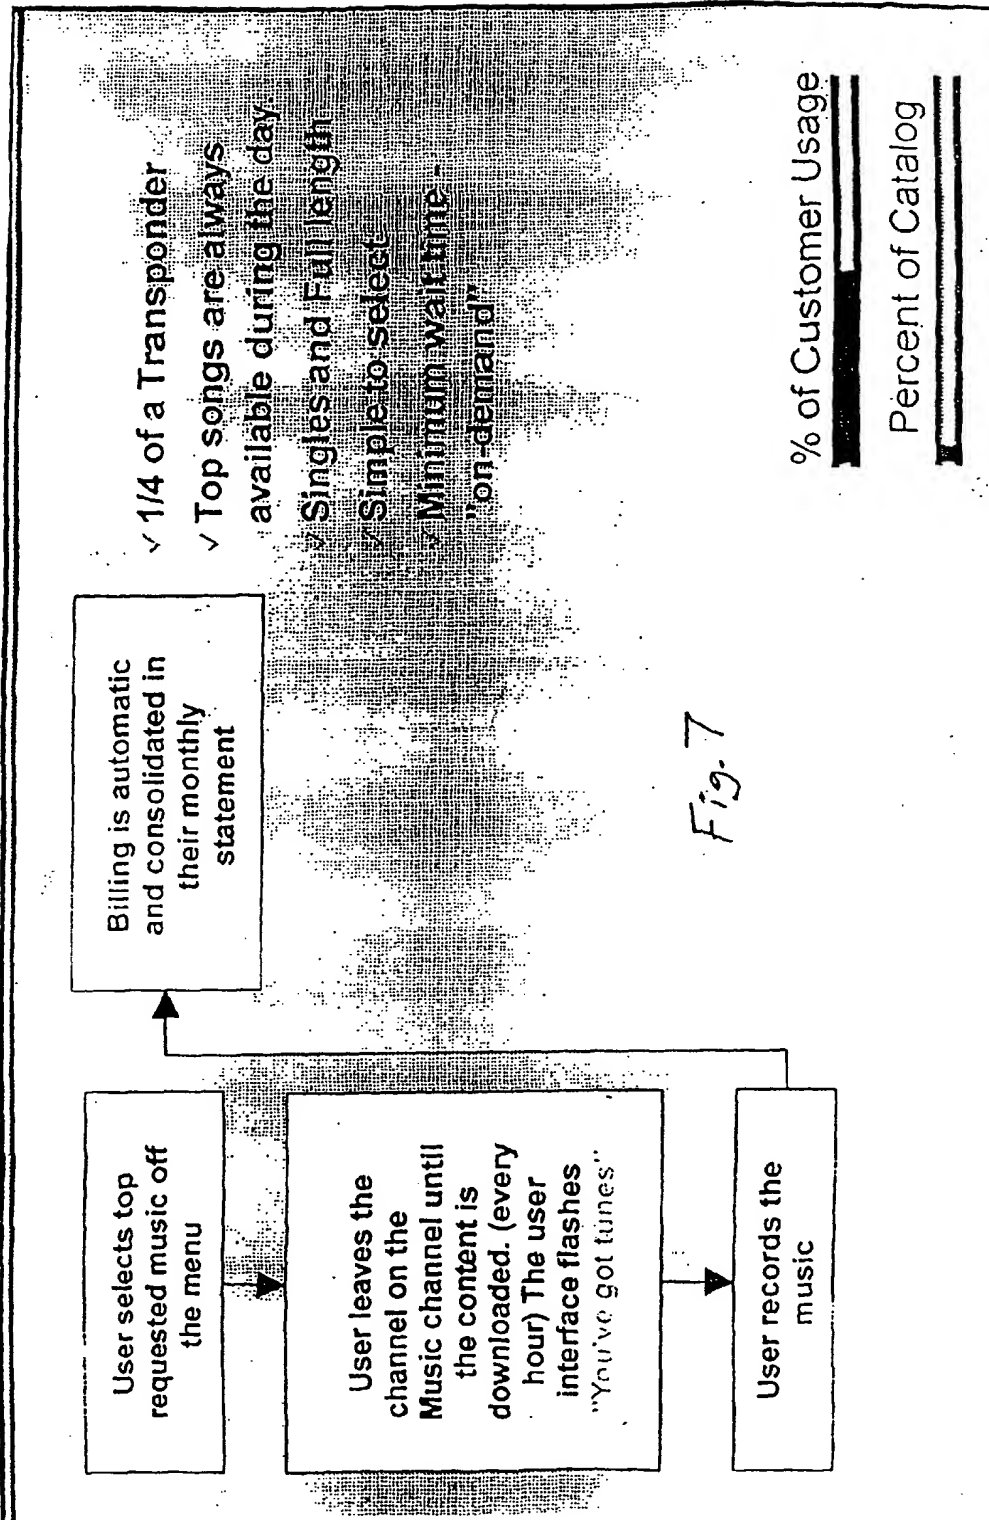 User selects top
requested music off
the menu
User leaves the
channel on the
Music channel until
the content is
downloaded. (every
hour) The user
interface flashes
"You've got tunes"
User records the
music
Billing is automatic
and consolidated in
their monthly
statement
✓ 1/4 of a Transponder
✓ Top songs are always
available during the day
✓ Singles and Full length
✓ Simple to select
✓ Minimum wait time -
"on-demand"
% of Customer Usage
Percent of Catalog
Fig. 7